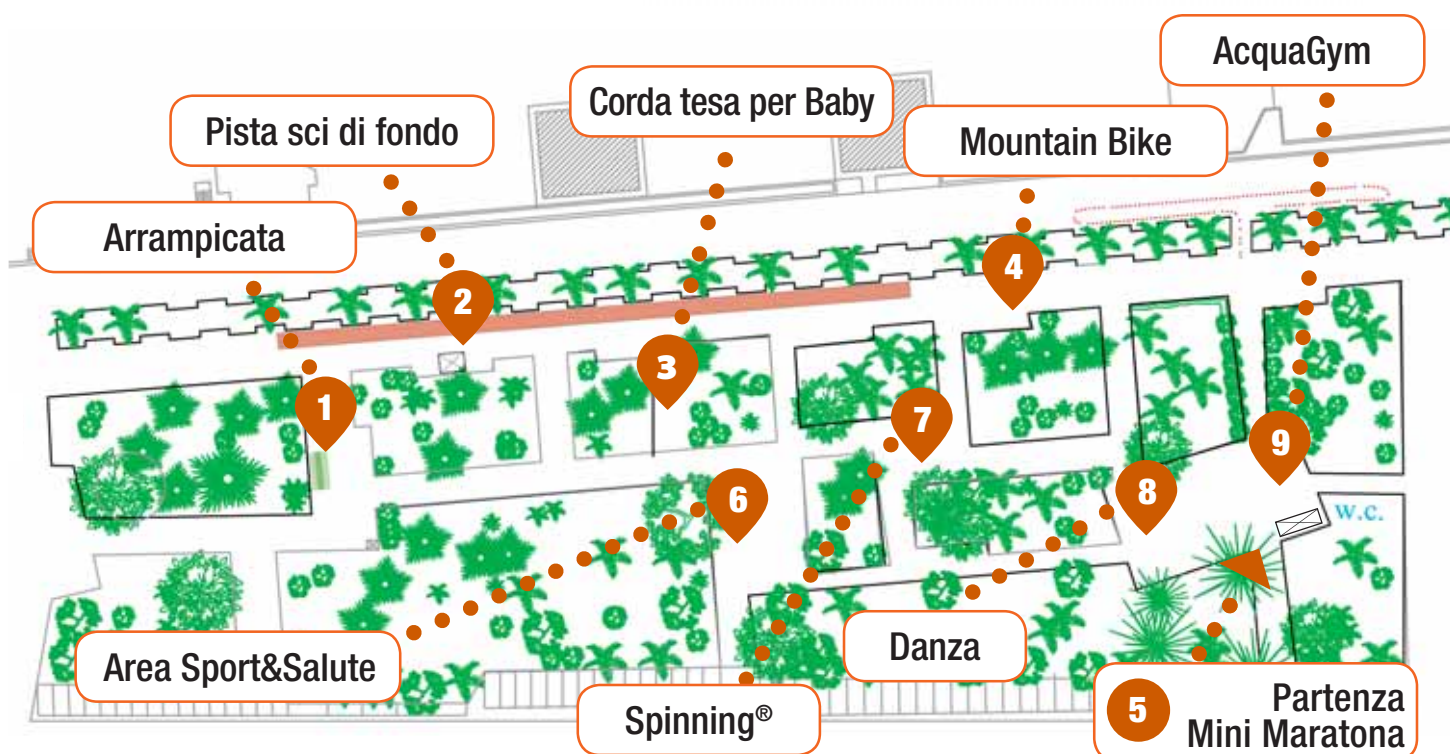 AcquaGym
Corda tesa per Baby
Pista sci di fondo
Mountain Bike
Arrampicata
4
2
3
1
7
9
6
8
W.C.
Danza
Area Sport&Salute
5
Partenza
Mini Maratona
Spinning®